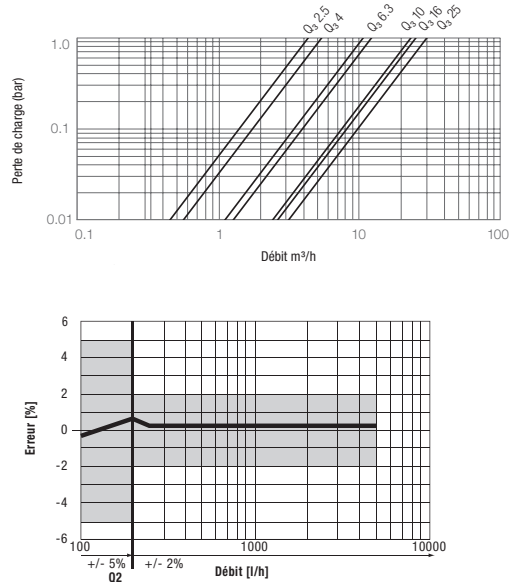 Q₃ 2.5 Q₃ 4 Q₃ 6.3 Q₃ 10 Q₃ 16 Q₃ 25
1.0
0.1
0.01
Perte de charge (bar)
0.1 1 10 100
Débit m³/h
6
4
2
0
-2
-4
-6
Erreur [%]
100 1000 10000
+/- 5% +/- 2%
Q2
Débit [l/h]